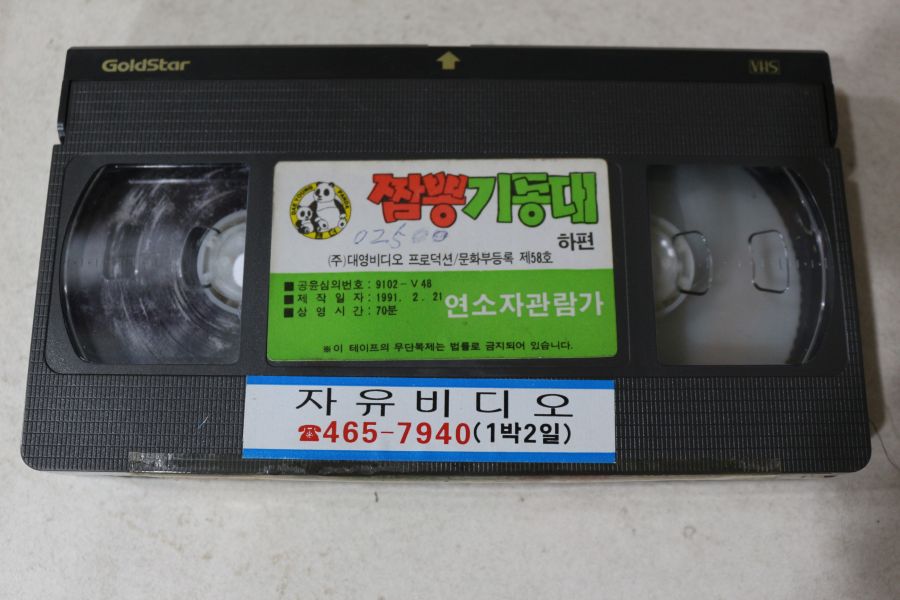 GoldStar
VHS
DAE YOUNG PANDA
짬뽕기동대
02500
하편
(주)대영비디오 프로덕션/문화부등록 제58호
■공윤심의번호 : 9102-V48
■제작일자 : 1991. 2. 21
■상영시간 : 70분
연소자관람가
※이 테이프의 무단복제는 법률로 금지되어 있습니다.
자유비디오
☎465-7940(1박2일)